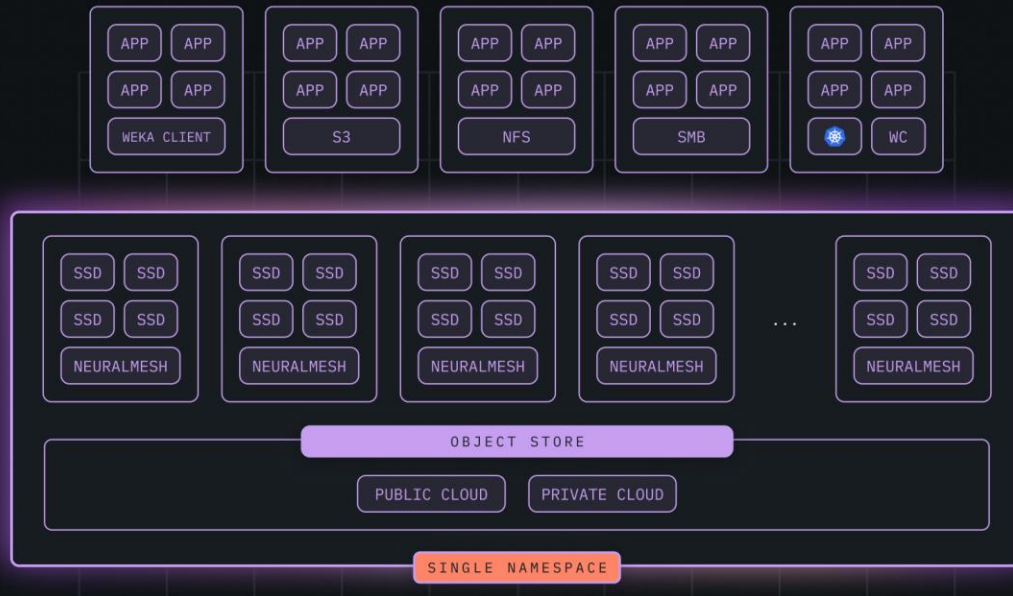 APP APP APP APP APP APP APP APP APP APP
APP APP APP APP APP APP APP APP APP APP
WEKA CLIENT S3 NFS SMB WC
SSD SSD SSD SSD SSD SSD SSD SSD SSD SSD
SSD SSD SSD SSD SSD SSD SSD SSD ... SSD SSD
NEURALMESH NEURALMESH NEURALMESH NEURALMESH NEURALMESH
OBJECT STORE
PUBLIC CLOUD PRIVATE CLOUD
SINGLE NAMESPACE